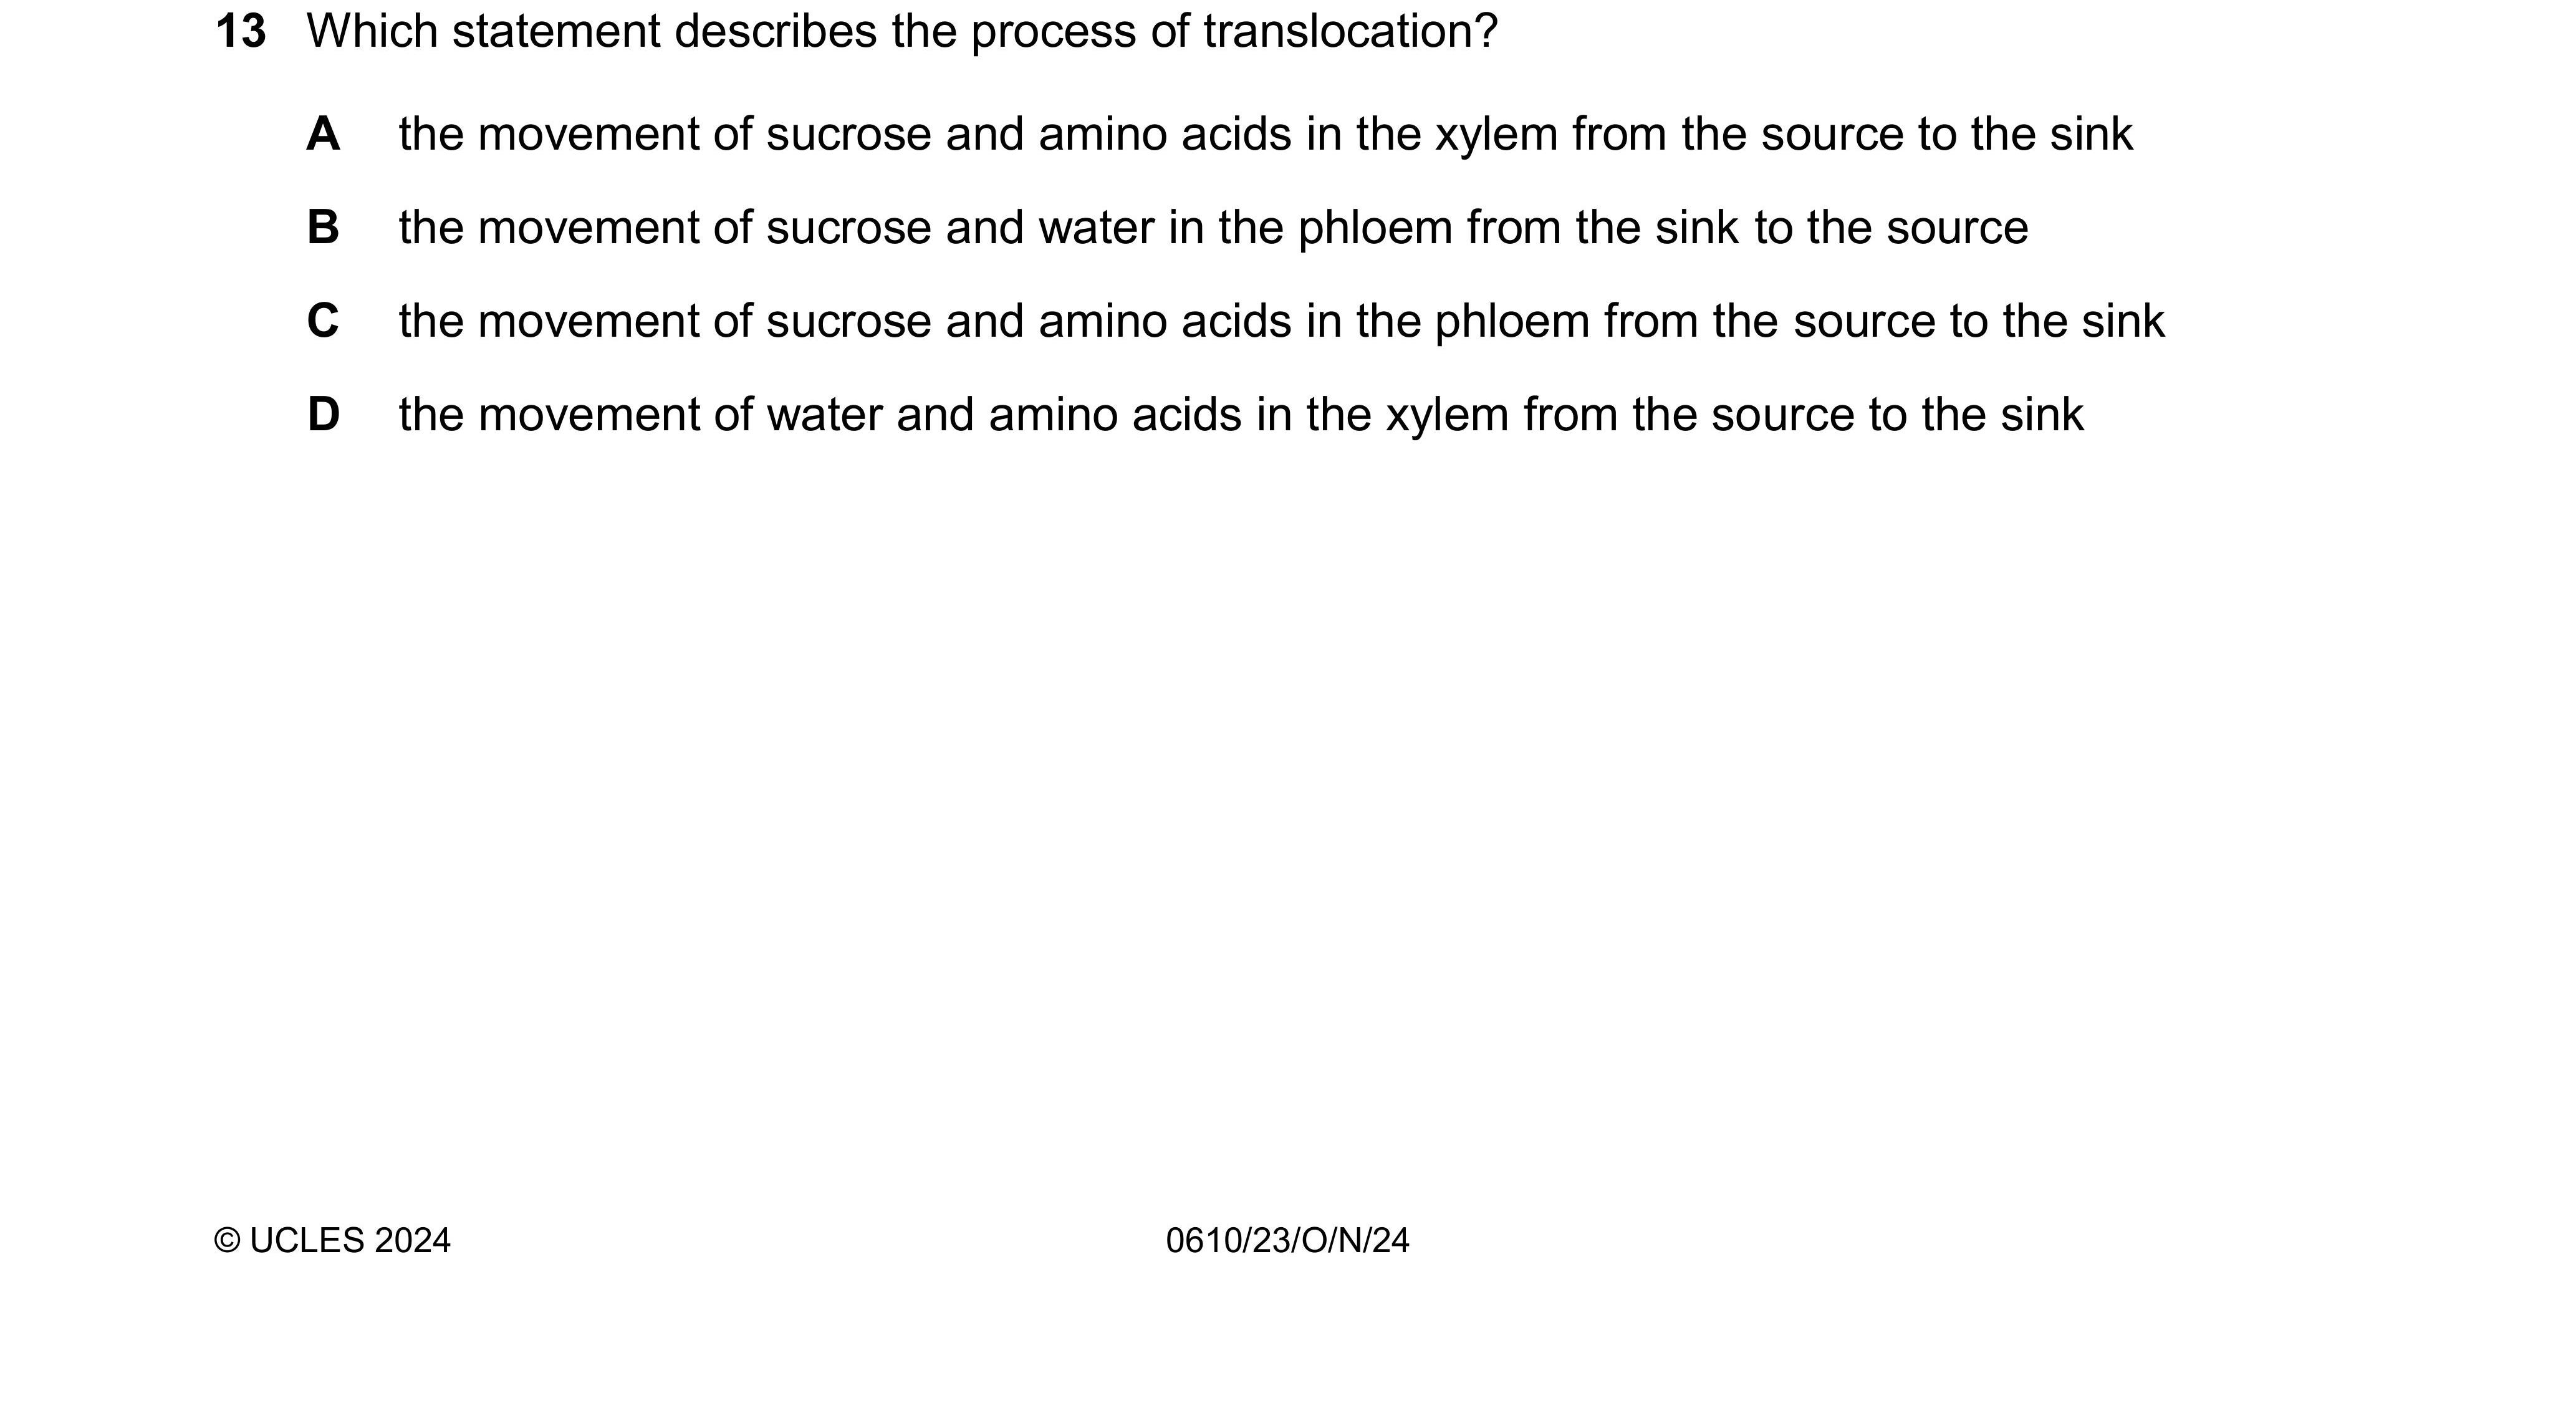 13 Which statement describes the process of translocation?
A the movement of sucrose and amino acids in the xylem from the source to the sink
B the movement of sucrose and water in the phloem from the sink to the source
C the movement of sucrose and amino acids in the phloem from the source to the sink
D the movement of water and amino acids in the xylem from the source to the sink
© UCLES 2024 0610/23/O/N/24